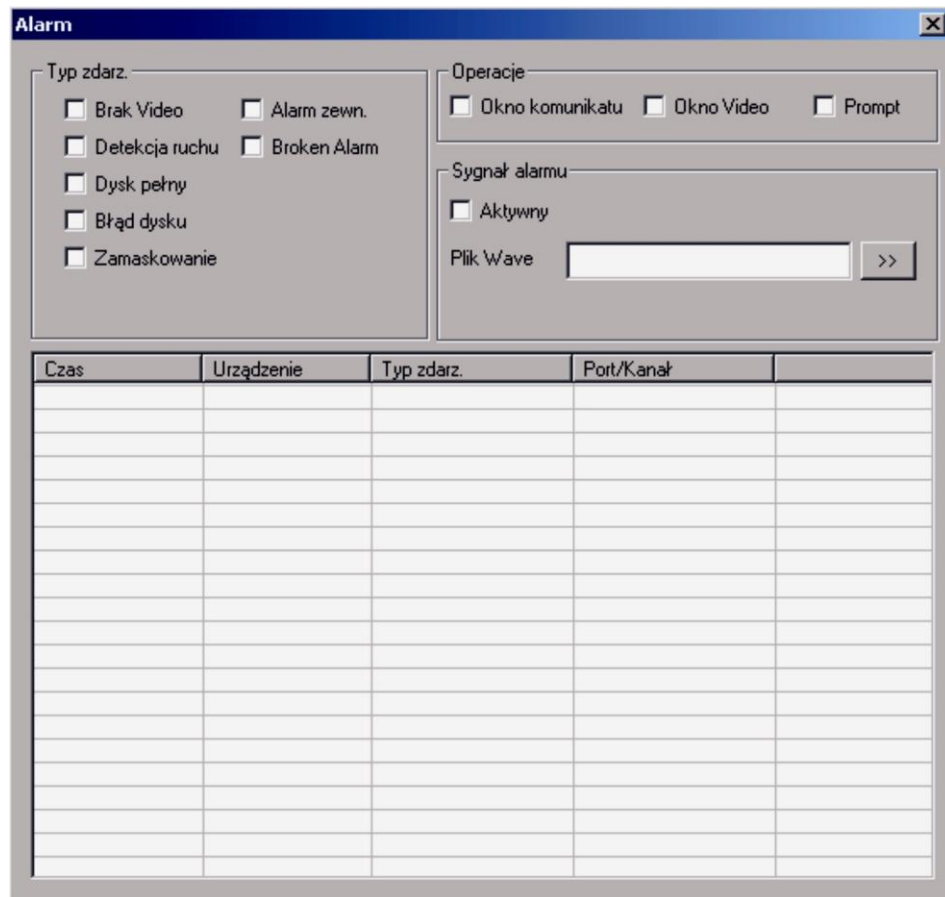 Alarm
Typ zdarz.
Brak Video
Alarm zewn.
Detekcja ruchu
Broken Alarm
Dysk pełny
Błąd dysku
Zamaskowanie
Operacje
Okno komunikatu
Okno Video
Prompt
Sygnał alarmu
Aktywny
Plik Wave
>>
Czas Urządzenie Typ zdarz. Port/Kanał